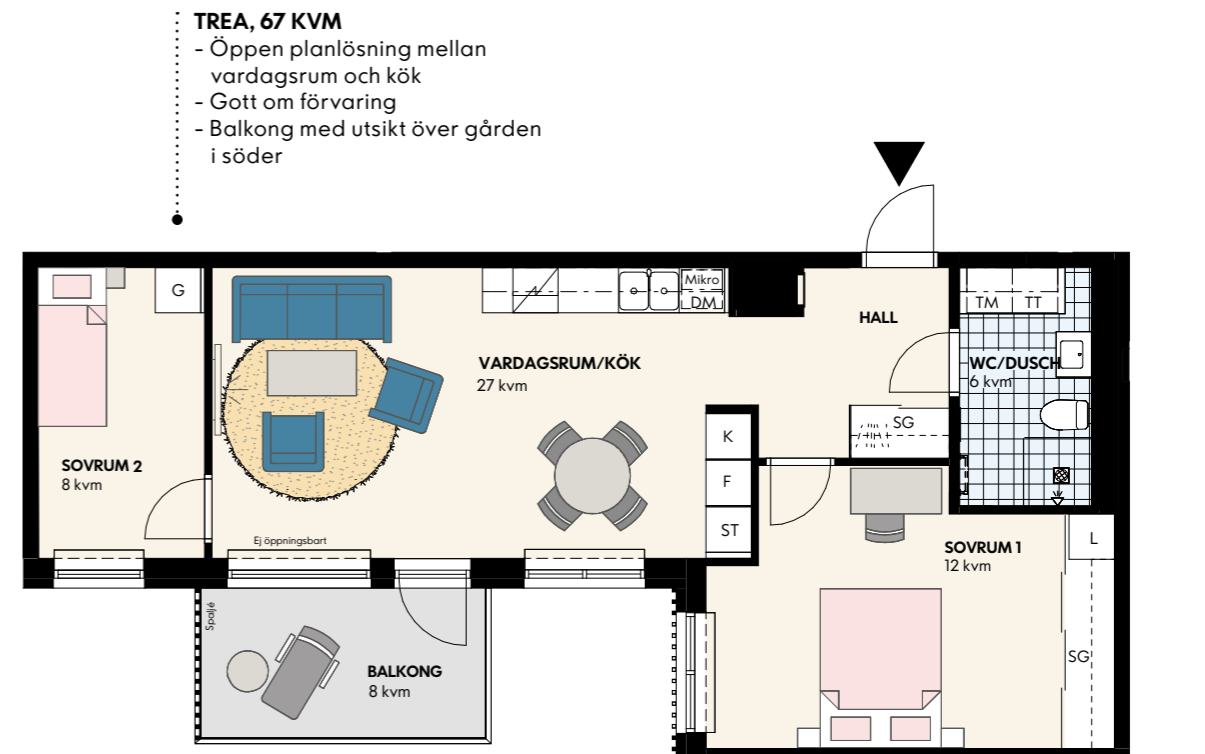 TREA, 67 KVM
- Öppen planlösning mellan
vardagsrum och kök
- Gott om förvaring
- Balkong med utsikt över gården
i söder
G
Mikro
DM
HALL
TM
TT
VARDAGSRUM/KÖK
27 kvm
WC/DUSCH
6 kvm
SG
K
F
ST
SOVRUM 2
8 kvm
Ej öppningsbart
SOVRUM 1
12 kvm
L
Spaljé
BALKONG
8 kvm
SG